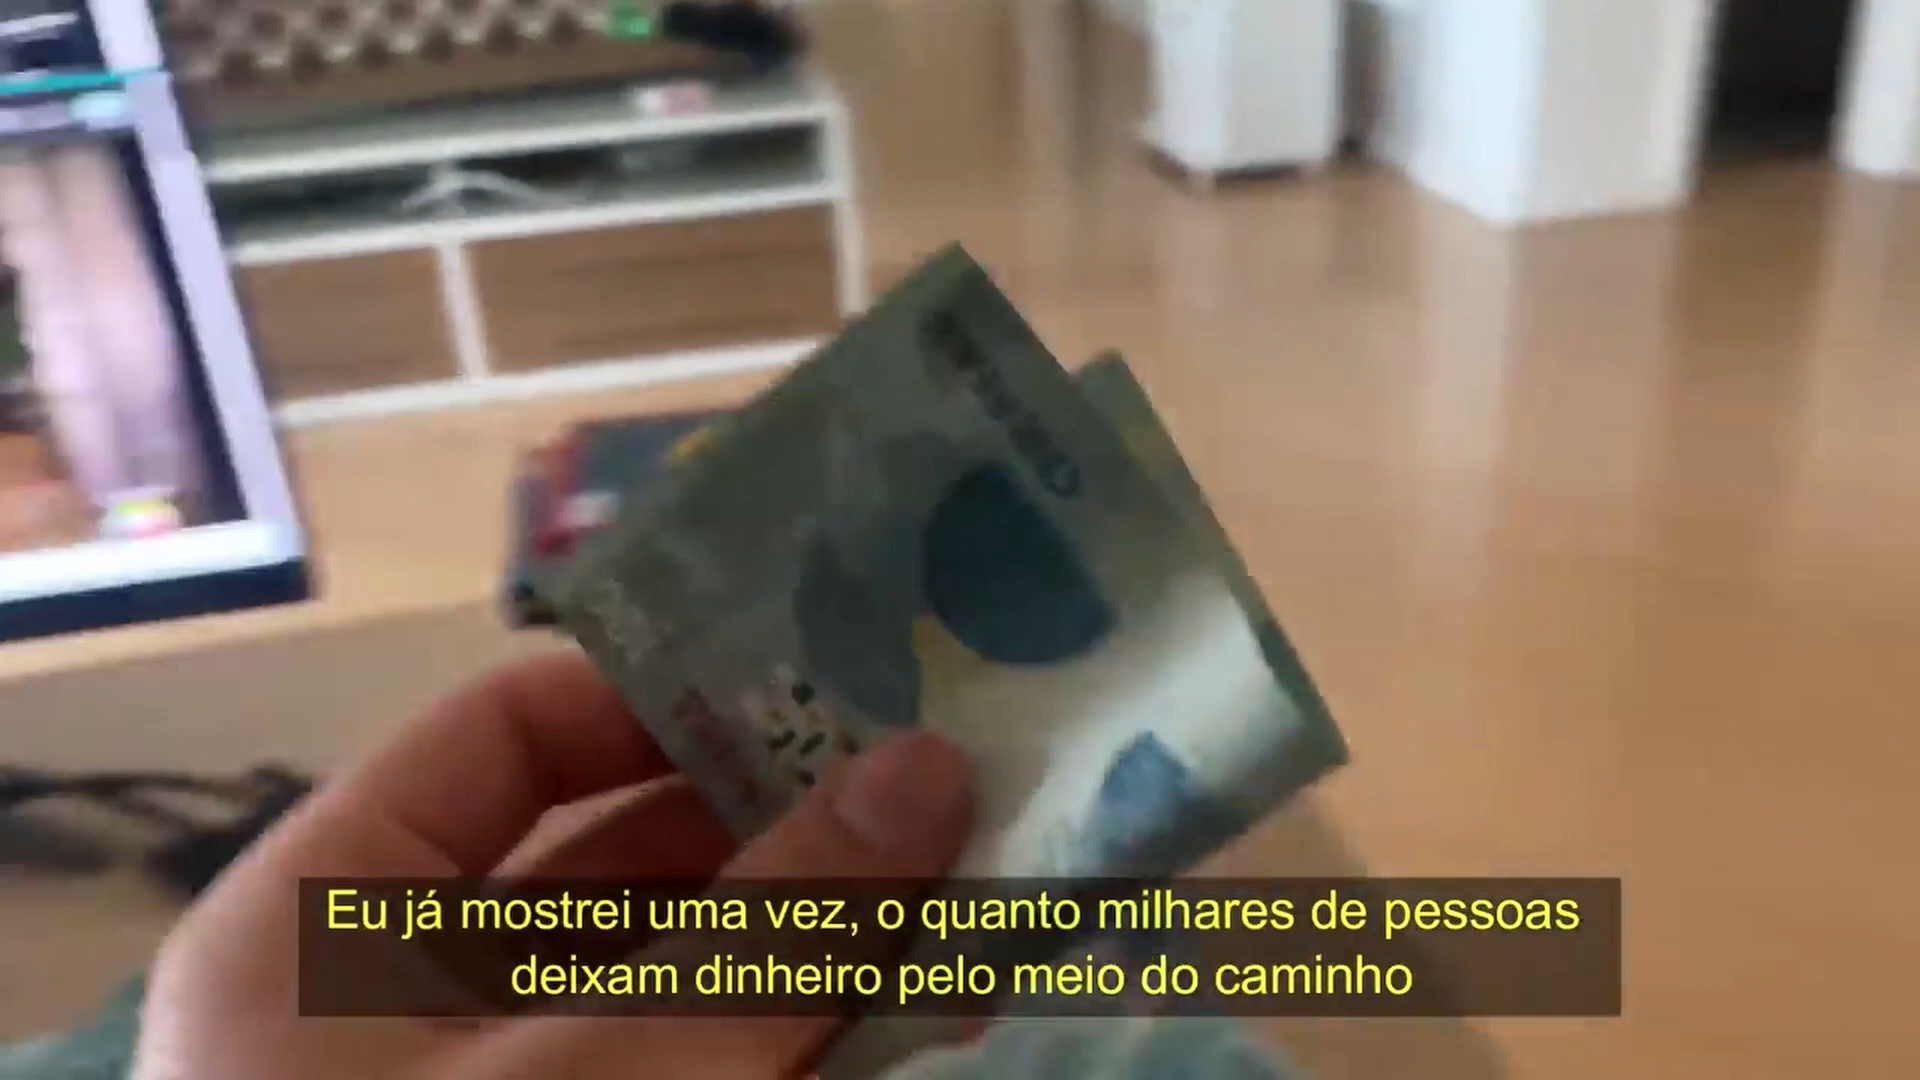 Eu já mostrei uma vez, o quanto milhares de pessoas
deixam dinheiro pelo meio do caminho